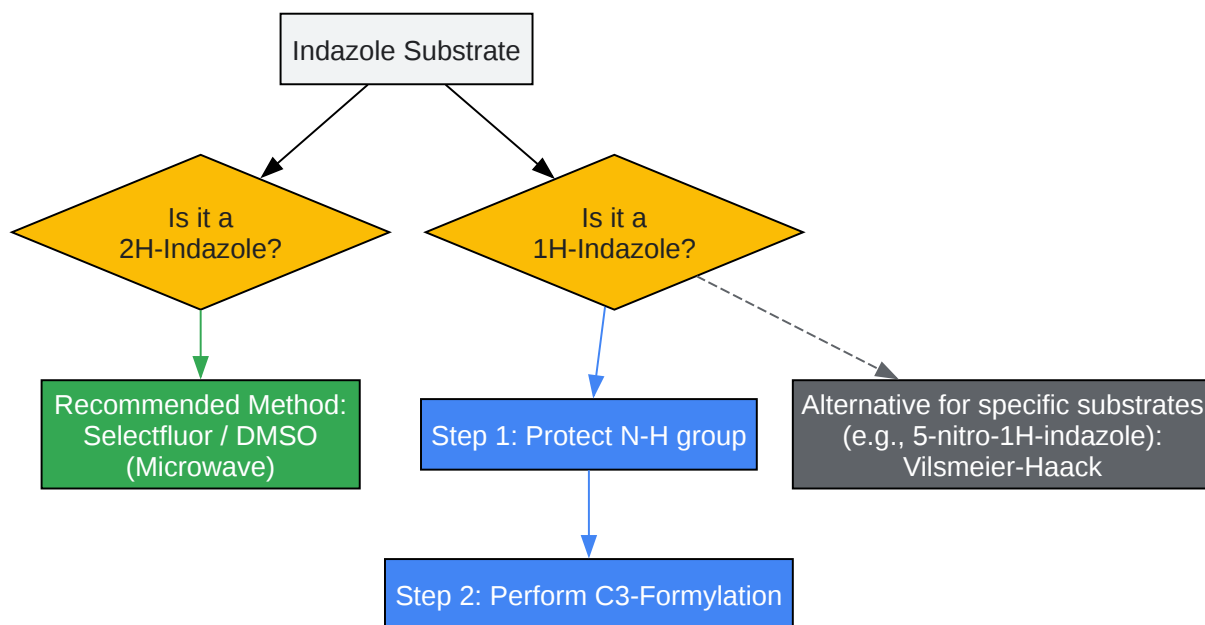 Indazole Substrate
Is it a
2H-Indazole?
Is it a
1H-Indazole?
Recommended Method:
Selectfluor / DMSO
(Microwave)
Step 1: Protect N-H group
Alternative for specific substrates
(e.g., 5-nitro-1H-indazole):
Vilsmeier-Haack
Step 2: Perform C3-Formylation